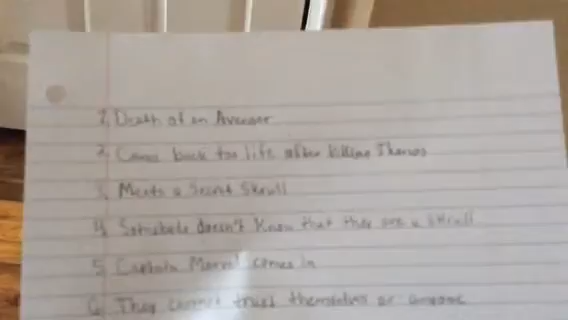 1. Death of an Avenger
2. Comes back to life after killing Thanos
3. Meets a Secret Skrull
4. Somebody doesn't know that they are a skrull
5. Captain Marvel comes in
6. They cannot trust themselves or anyone